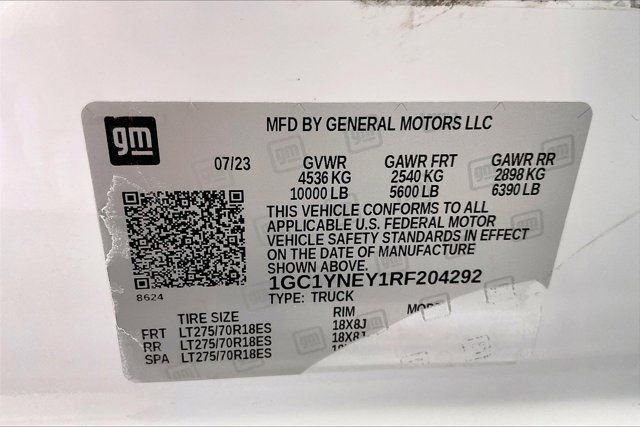 gm
MFD BY GENERAL MOTORS LLC
07/23 GVWR GAWR FRT GAWR RR
4536 KG 2540 KG 2898 KG
10000 LB 5600 LB 6390 LB
THIS VEHICLE CONFORMS TO ALL
APPLICABLE U.S. FEDERAL MOTOR
VEHICLE SAFETY STANDARDS IN EFFECT
ON THE DATE OF MANUFACTURE
SHOWN ABOVE.
1GC1YNEY1RF204292
8624
TYPE: TRUCK
TIRE SIZE RIM
FRT LT275/70R18ES 18X8J
RR LT275/70R18ES 18X8J
SPA LT275/70R18ES